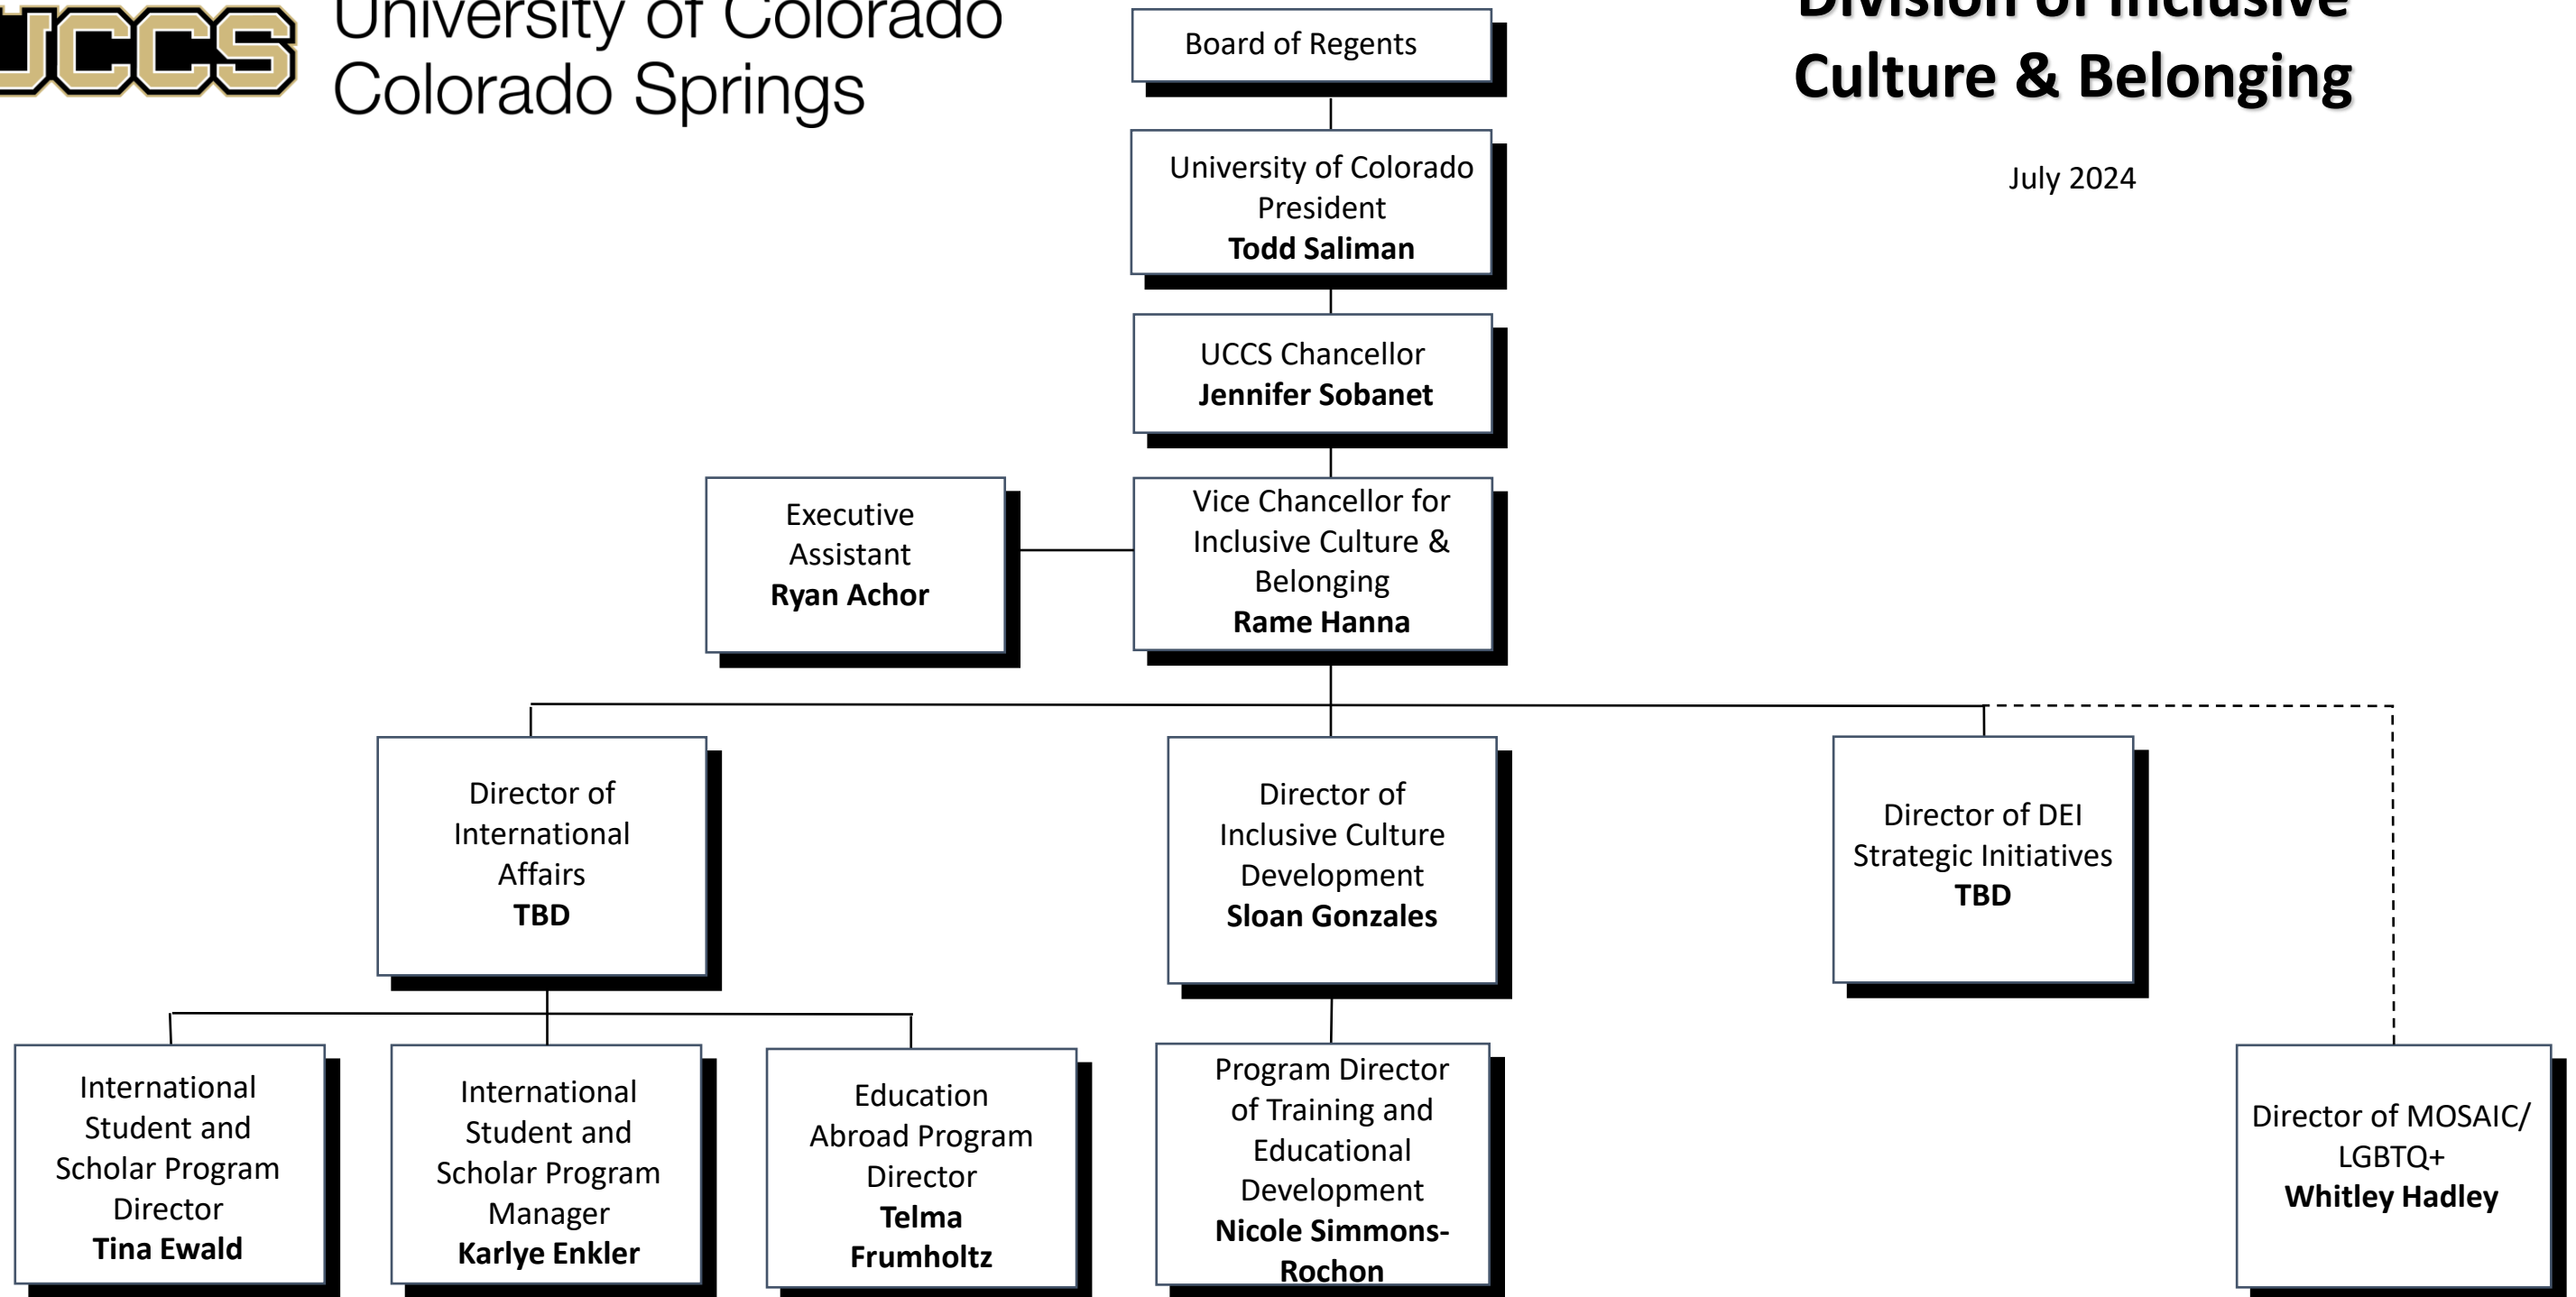 UCCS
University of Colorado
Colorado Springs
Division of Inclusive
Culture & Belonging
July 2024
Board of Regents
University of Colorado
President
Todd Saliman
UCCS Chancellor
Jennifer Sobanet
Executive
Assistant
Ryan Achor
Vice Chancellor for
Inclusive Culture &
Belonging
Rame Hanna
Director of
International
Affairs
TBD
Director of
Inclusive Culture
Development
Sloan Gonzales
Director of DEI
Strategic Initiatives
TBD
International
Student and
Scholar Program
Director
Tina Ewald
International
Student and
Scholar Program
Manager
Karlye Enkler
Education
Abroad Program
Director
Telma
Frumholtz
Program Director
of Training and
Educational
Development
Nicole Simmons-
Rochon
Director of MOSAIC/
LGBTQ+
Whitley Hadley